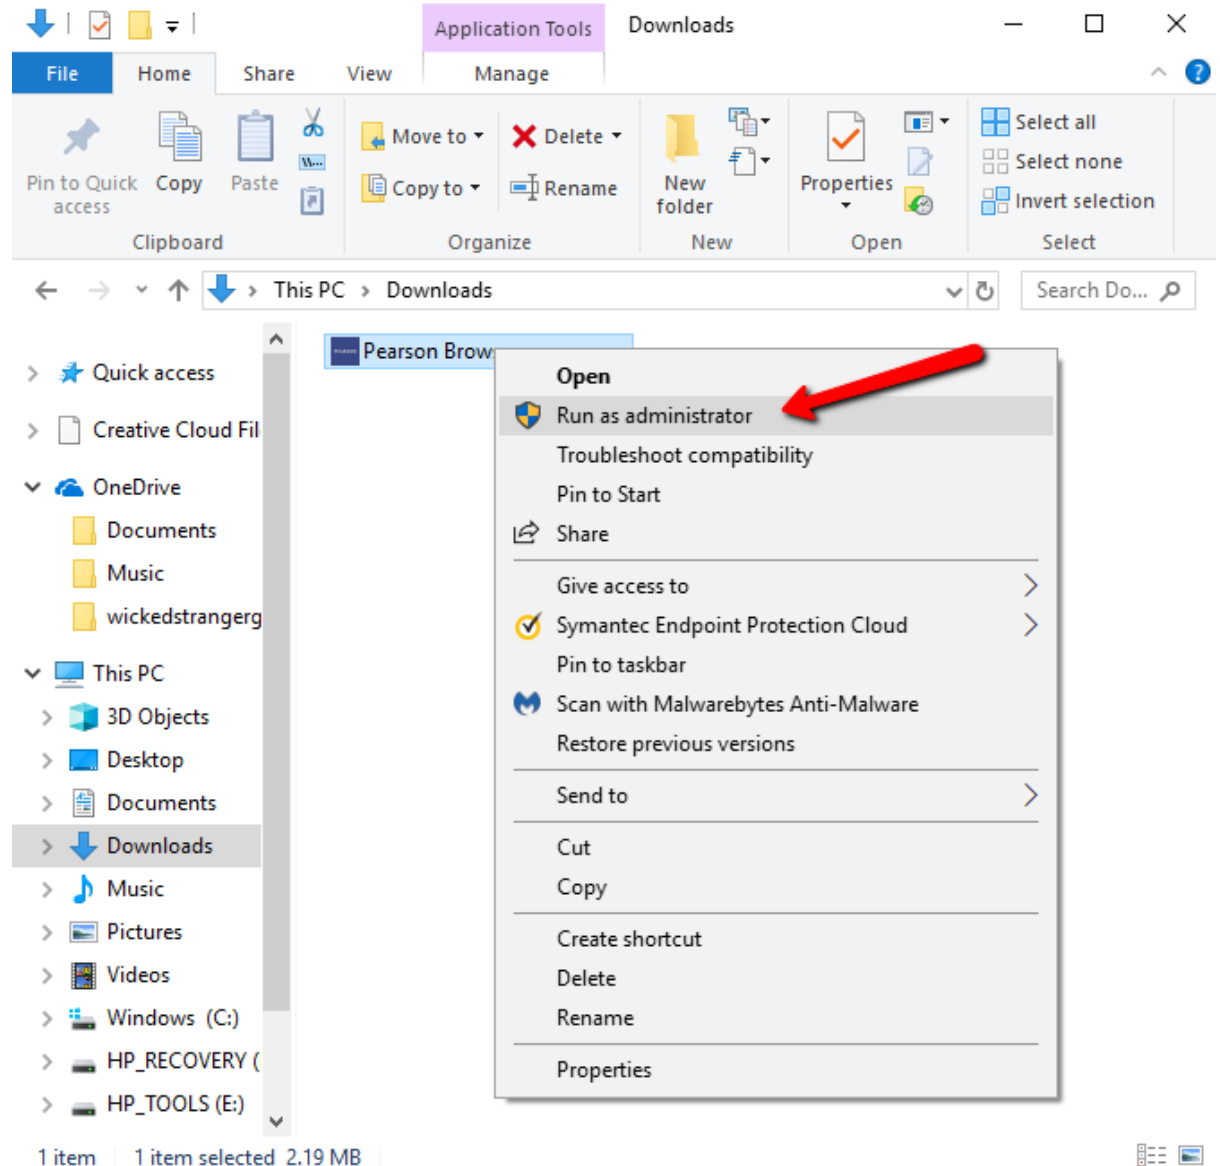 Application Tools
Downloads
File
Home
Share
View
Manage
Pin to Quick access
Copy
Paste
Move to
Copy to
Delete
Rename
New folder
Properties
Select all
Select none
Invert selection
Clipboard
Organize
New
Open
Select
This PC > Downloads
Search Do...
Quick access
Creative Cloud Fil
OneDrive
Documents
Music
wickedstrangerg
This PC
3D Objects
Desktop
Documents
Downloads
Music
Pictures
Videos
Windows (C:)
HP_RECOVERY (
HP_TOOLS (E:)
Pearson Brow
Open
Run as administrator
Troubleshoot compatibility
Pin to Start
Share
Give access to
Symantec Endpoint Protection Cloud
Pin to taskbar
Scan with Malwarebytes Anti-Malware
Restore previous versions
Send to
Cut
Copy
Create shortcut
Delete
Rename
Properties
1 item
1 item selected 2.19 MB